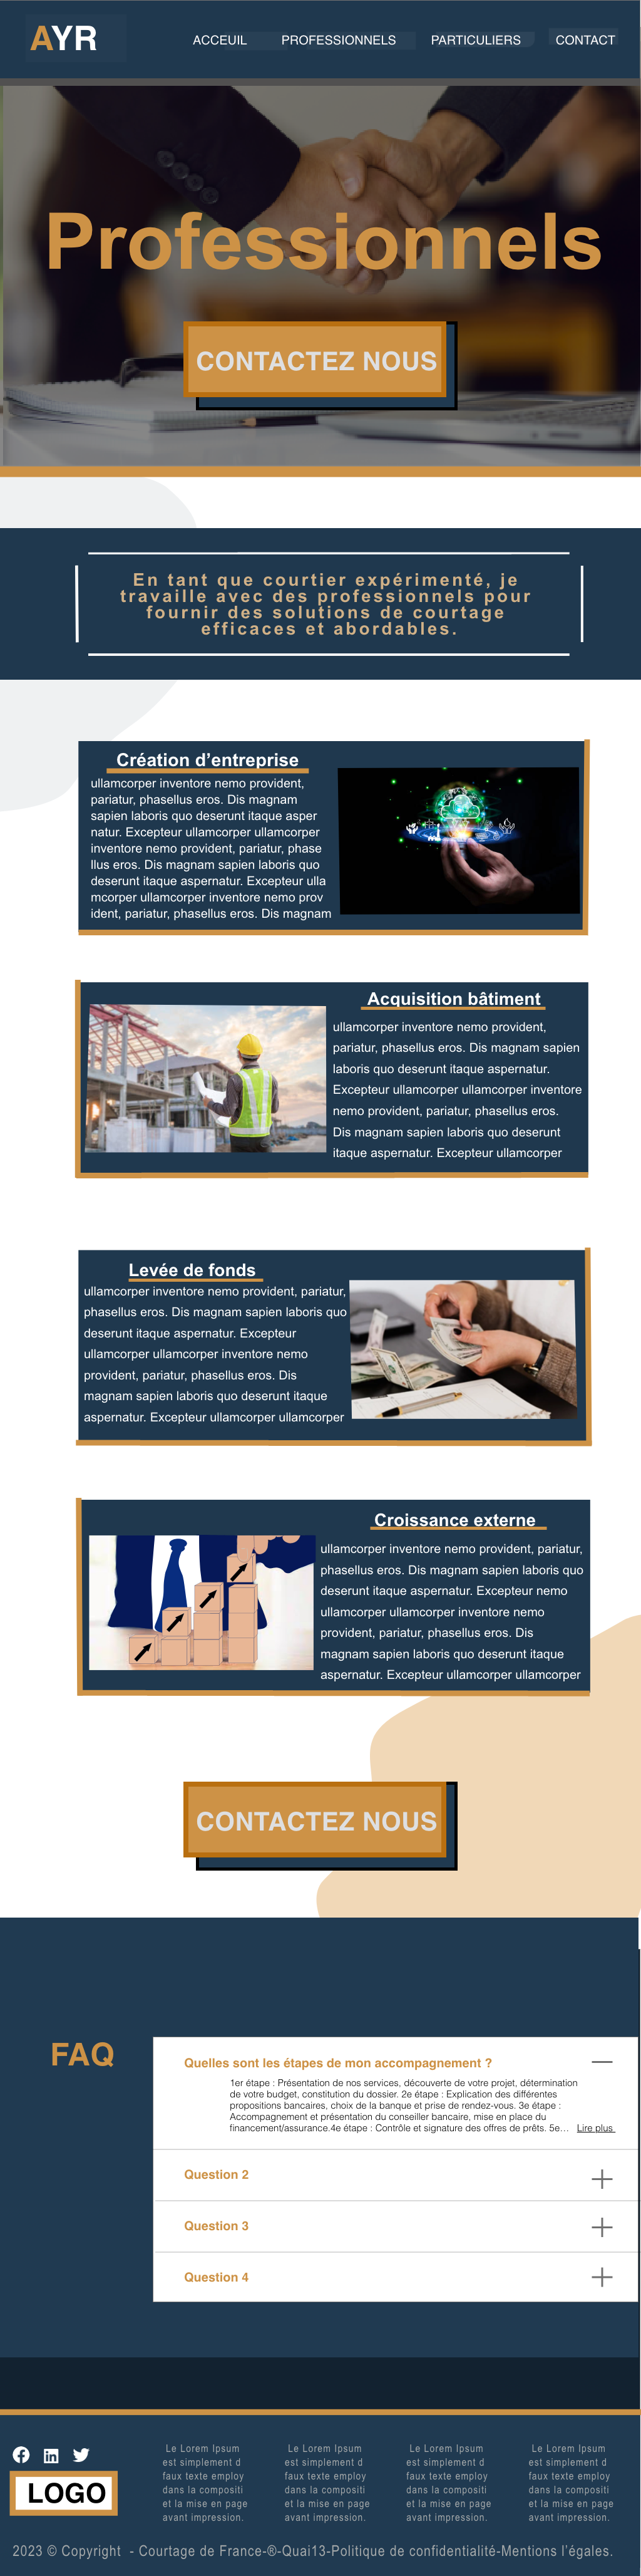 AYR ACCEUIL PROFESSIONNELS PARTICULIERS CONTACT
Professionnels
CONTACTEZ NOUS
En tant que courtier expérimenté, je
travaille avec des professionnels pour
fournir des solutions de courtage
efficaces et abordables.
Création d’entreprise
ullamcorper inventore nemo provident,
pariatur, phasellus eros. Dis magnam
sapien laboris quo deserunt itaque asper
natur. Excepteur ullamcorper ullamcorper
inventore nemo provident, pariatur, phase
llus eros. Dis magnam sapien laboris quo
deserunt itaque aspernatur. Excepteur ulla
mcorper ullamcorper inventore nemo prov
ident, pariatur, phasellus eros. Dis magnam
Acquisition bâtiment
ullamcorper inventore nemo provident,
pariatur, phasellus eros. Dis magnam sapien
laboris quo deserunt itaque aspernatur.
Excepteur ullamcorper ullamcorper inventore
nemo provident, pariatur, phasellus eros.
Dis magnam sapien laboris quo deserunt
itaque aspernatur. Excepteur ullamcorper
Levée de fonds
ullamcorper inventore nemo provident, pariatur,
phasellus eros. Dis magnam sapien laboris quo
deserunt itaque aspernatur. Excepteur
ullamcorper ullamcorper inventore nemo
provident, pariatur, phasellus eros. Dis
magnam sapien laboris quo deserunt itaque
aspernatur. Excepteur ullamcorper ullamcorper
Croissance externe
ullamcorper inventore nemo provident, pariatur,
phasellus eros. Dis magnam sapien laboris quo
deserunt itaque aspernatur. Excepteur nemo
ullamcorper ullamcorper inventore nemo
provident, pariatur, phasellus eros. Dis
magnam sapien laboris quo deserunt itaque
aspernatur. Excepteur ullamcorper ullamcorper
CONTACTEZ NOUS
FAQ
Quelles sont les étapes de mon accompagnement ?
1er étape : Présentation de nos services, découverte de votre projet, détermination
de votre budget, constitution du dossier. 2e étape : Explication des différentes
propositions bancaires, choix de la banque et prise de rendez-vous. 3e étape :
Accompagnement et présentation du conseiller bancaire, mise en place du
financement/assurance.4e étape : Contrôle et signature des offres de prêts. 5e… Lire plus
Question 2
Question 3
Question 4
LOGO
Le Lorem Ipsum
est simplement d
faux texte employ
dans la compositi
et la mise en page
avant impression.
Le Lorem Ipsum
est simplement d
faux texte employ
dans la compositi
et la mise en page
avant impression.
Le Lorem Ipsum
est simplement d
faux texte employ
dans la compositi
et la mise en page
avant impression.
Le Lorem Ipsum
est simplement d
faux texte employ
dans la compositi
et la mise en page
avant impression.
2023 © Copyright - Courtage de France-®-Quai13-Politique de confidentialité-Mentions l’égales.